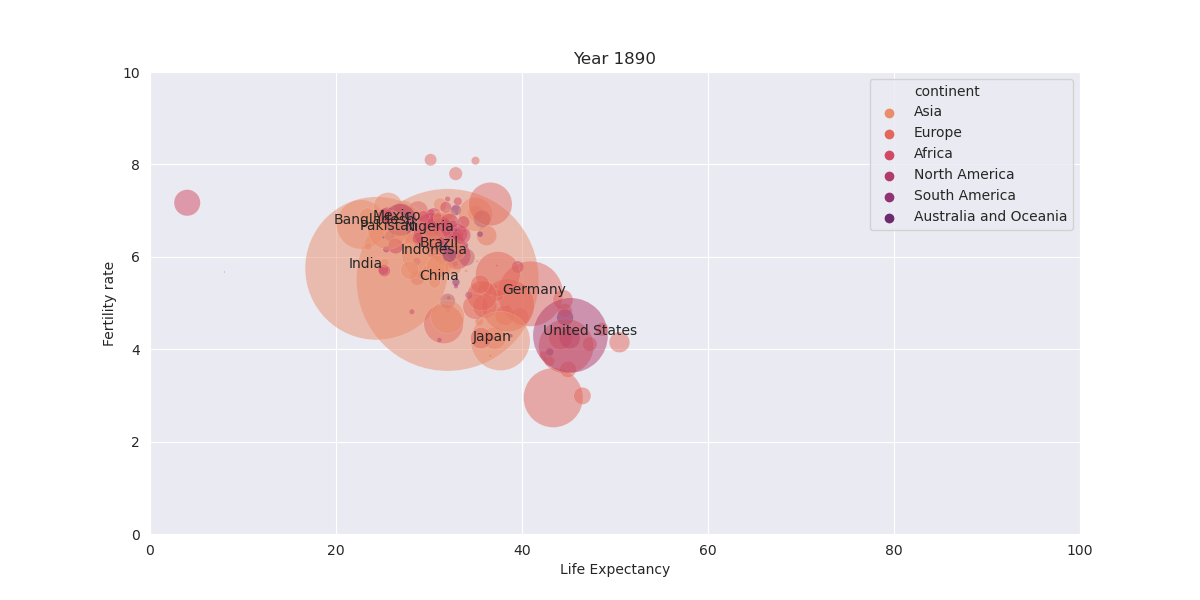 Year 1890
Fertility rate
10
8
6
4
2
0
0
20
40
60
80
100
Life Expectancy
continent
Asia
Europe
Africa
North America
South America
Australia and Oceania
Mexico
Bangladesh
Pakistan
Nigeria
Brazil
Indonesia
India
China
Germany
United States
Japan